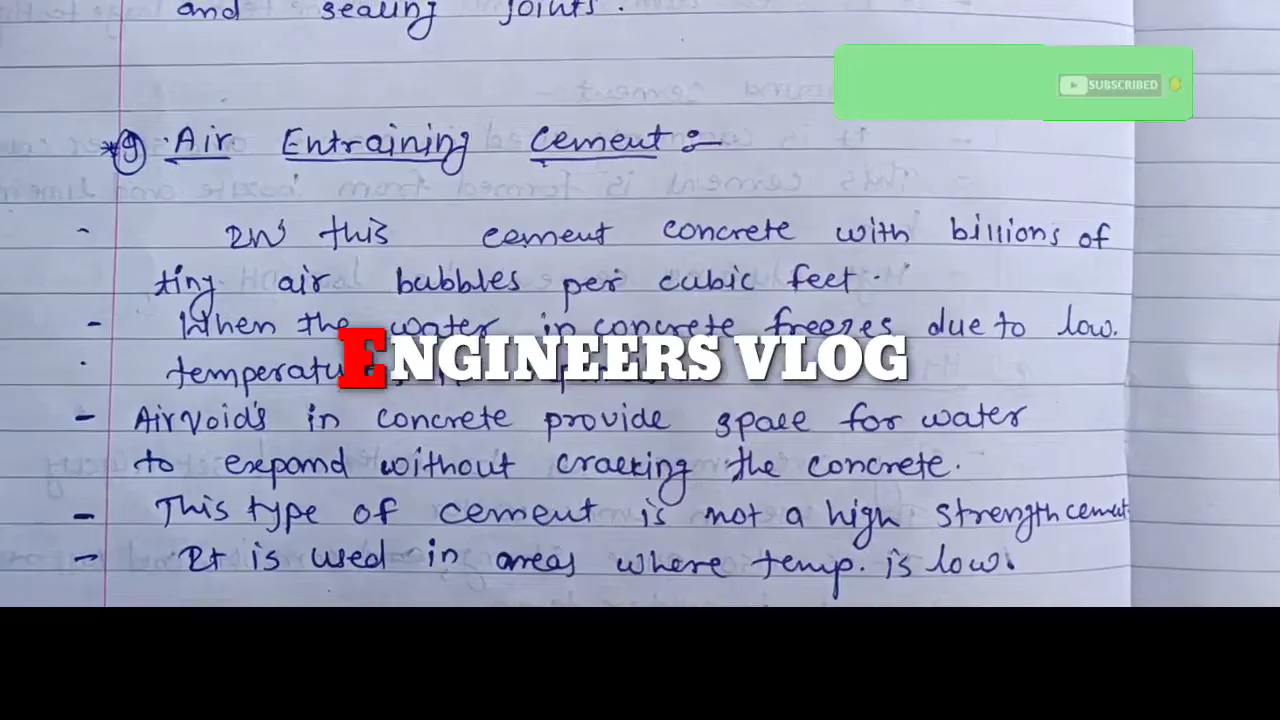 and sealing joints.
SUBSCRIBED
*g) Air Entraining Cement :-
- IN this cement concrete with billions of
tiny air bubbles per cubic feet.
- When the water in concrete freezes due to low.
ENGINEERS VLOG
- Air void's in concrete provide space for water
to expand without cracking the concrete.
- This type of cement is not a high strength cement
- It is used in areas where temp. is low.